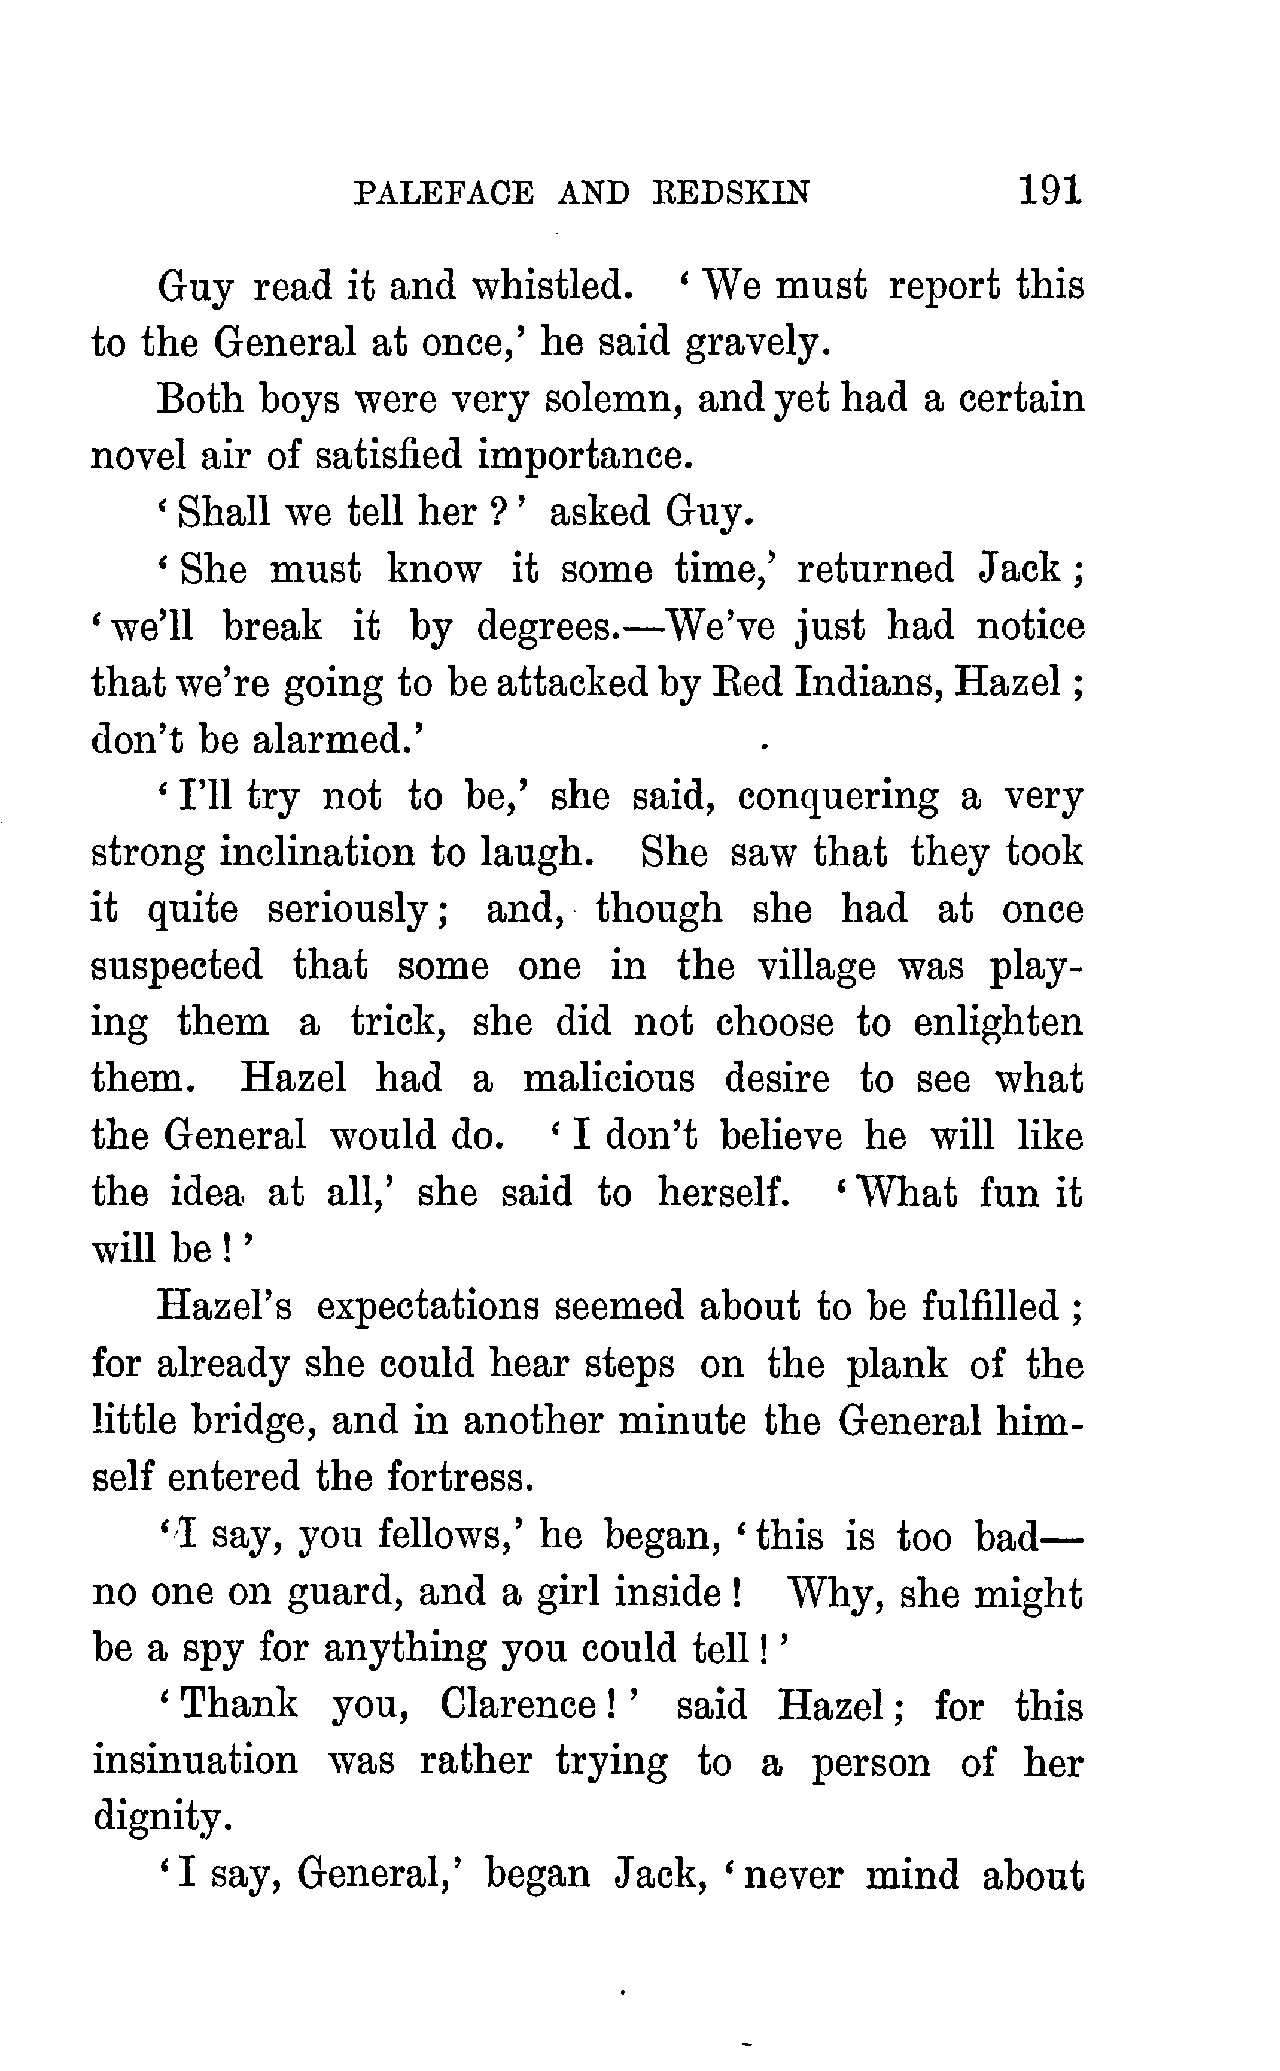 PALEFACE AND REDSKIN 191
Guy read it and whistled. ‘ We must report this
to the General at once,’ he said gravely.
Both boys were very solemn, and yet had a certain
novel air of satisfied importance.
‘ Shall we tell her ? ’ asked Guy.
‘ She must know it some time,’ returned Jack ;
‘ we’ll break it by degrees.—We’ve just had notice
that we’re going to be attacked by Red Indians, Hazel ;
don’t be alarmed.’
‘ I’ll try not to be,’ she said, conquering a very
strong inclination to laugh. She saw that they took
it quite seriously ; and, though she had at once
suspected that some one in the village was play-
ing them a trick, she did not choose to enlighten
them. Hazel had a malicious desire to see what
the General would do. ‘ I don’t believe he will like
the idea at all,’ she said to herself. ‘ What fun it
will be ! ’
Hazel’s expectations seemed about to be fulfilled ;
for already she could hear steps on the plank of the
little bridge, and in another minute the General him-
self entered the fortress.
‘ I say, you fellows,’ he began, ‘ this is too bad—
no one on guard, and a girl inside ! Why, she might
be a spy for anything you could tell ! ’
‘ Thank you, Clarence ! ’ said Hazel ; for this
insinuation was rather trying to a person of her
dignity.
‘ I say, General,’ began Jack, ‘ never mind about